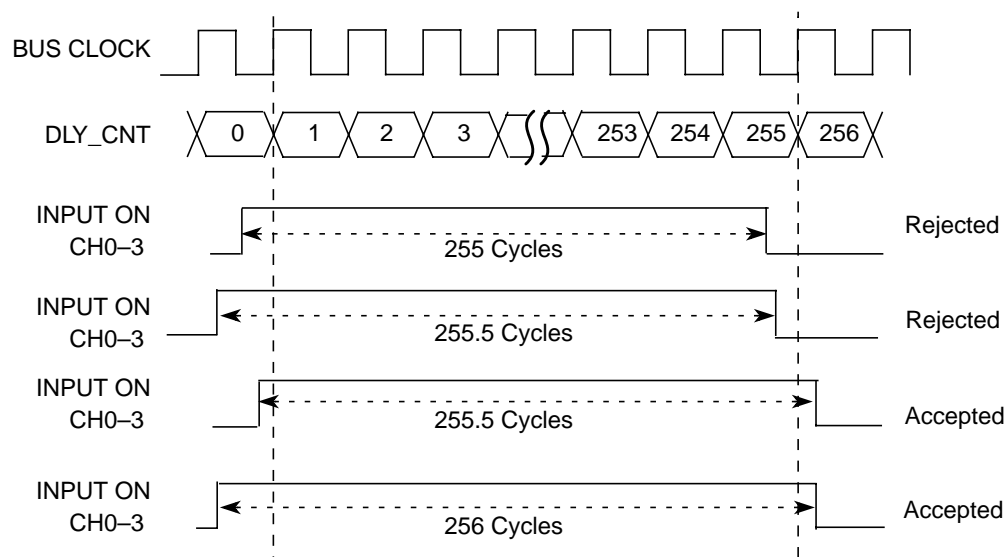 BUS CLOCK
DLY_CNT 0 1 2 3 253 254 255 256
INPUT ON
CH0–3
255 Cycles
Rejected
INPUT ON
CH0–3
255.5 Cycles
Rejected
INPUT ON
CH0–3
255.5 Cycles
Accepted
INPUT ON
CH0–3
256 Cycles
Accepted